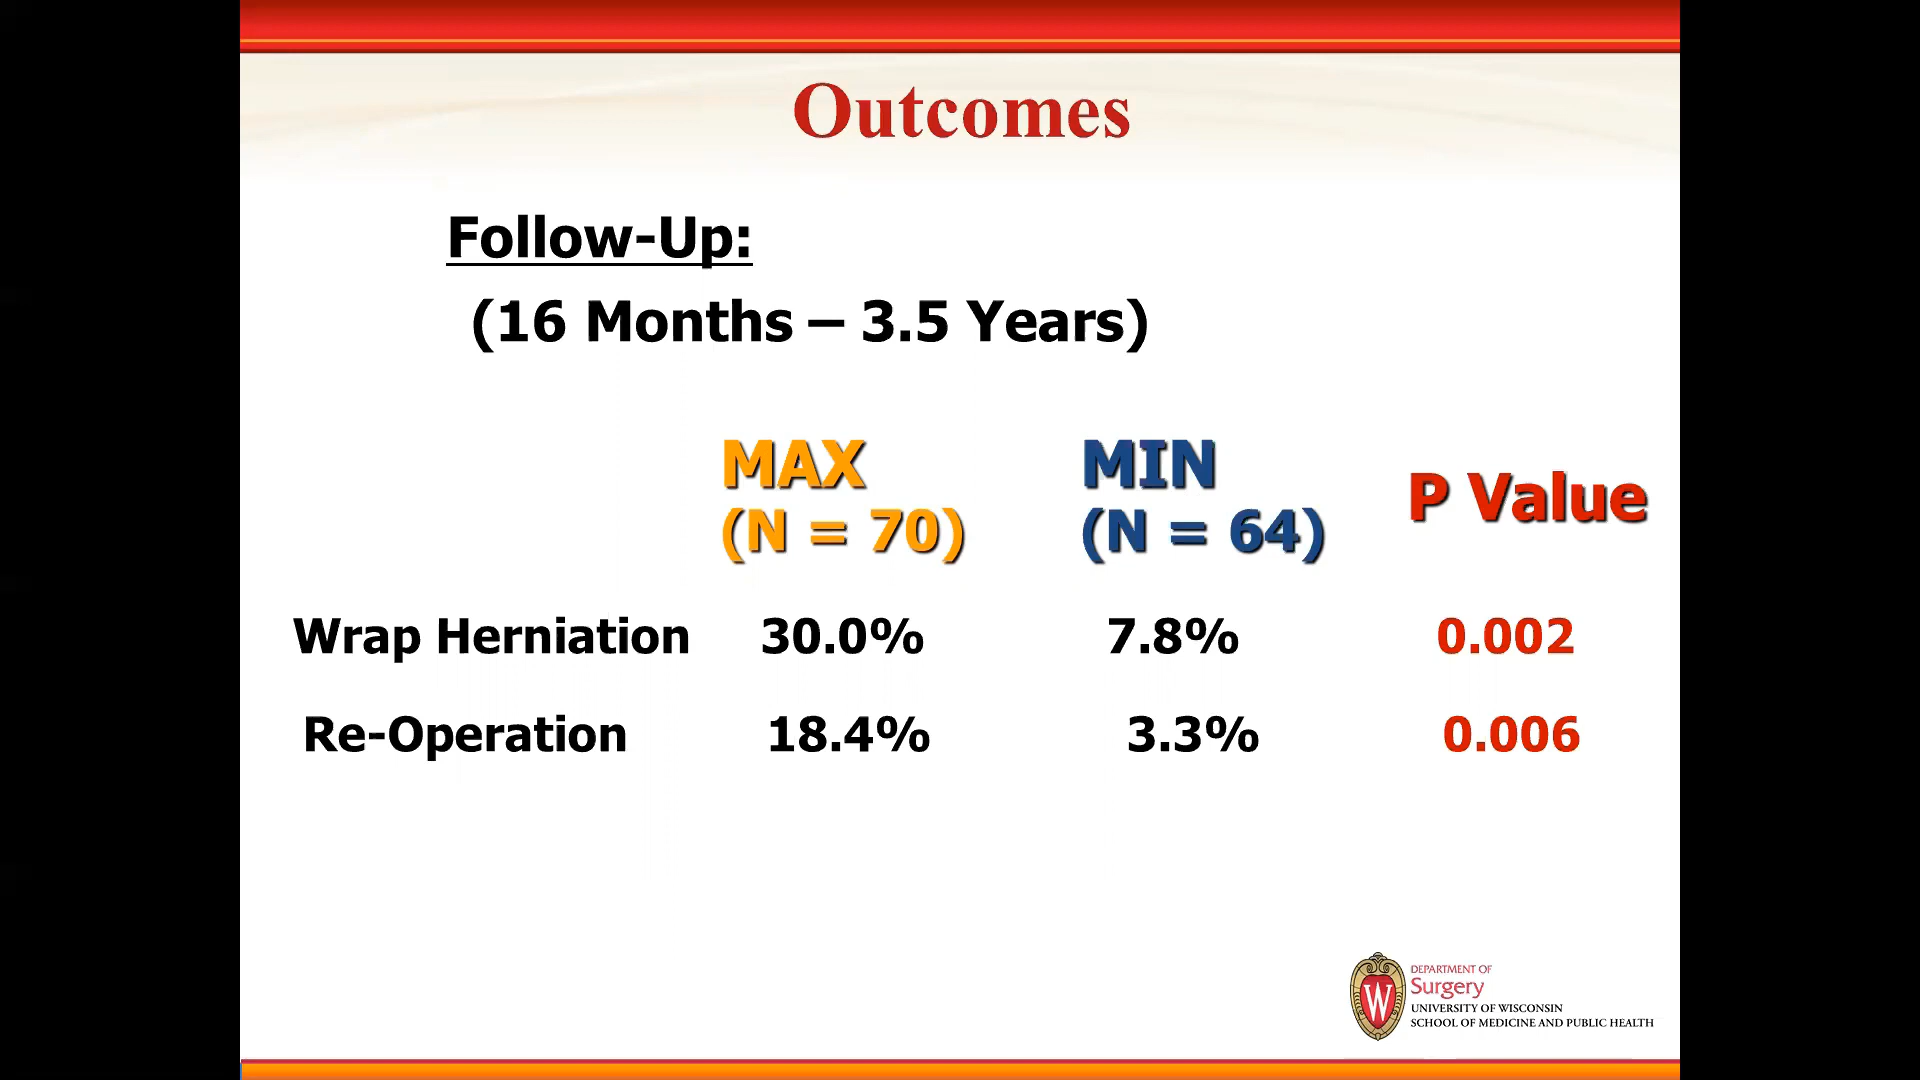 Outcomes
Follow-Up:
(16 Months – 3.5 Years)
MAX
(N = 70)
MIN
(N = 64)
P Value
Wrap Herniation 30.0% 7.8% 0.002
Re-Operation 18.4% 3.3% 0.006
W
DEPARTMENT OF
Surgery
UNIVERSITY OF WISCONSIN
SCHOOL OF MEDICINE AND PUBLIC HEALTH